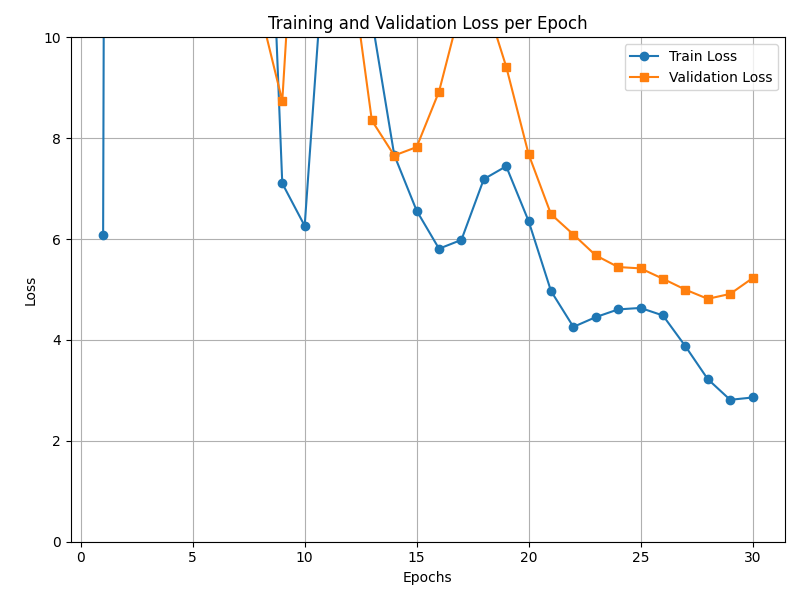 Training and Validation Loss per Epoch
Train Loss
Validation Loss
10
8
6
4
2
0
Loss
0 5 10 15 20 25 30
Epochs